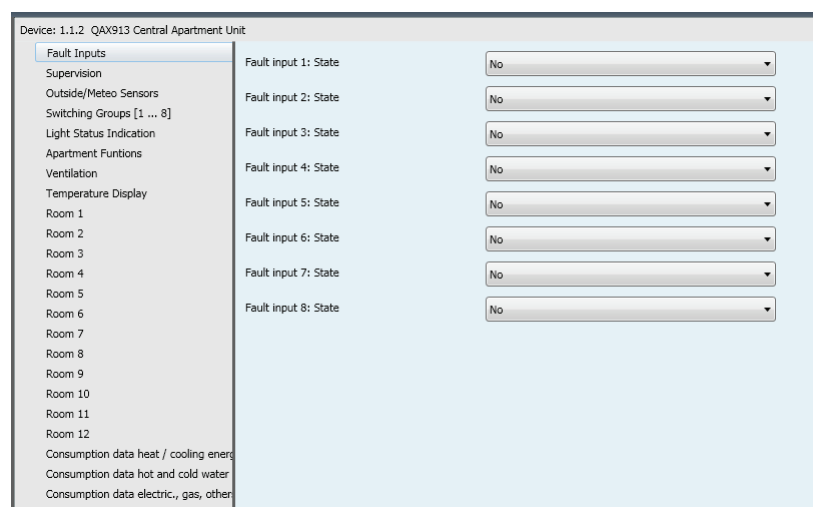 Device: 1.1.2 QAX913 Central Apartment Unit
Fault Inputs
Supervision
Outside/Meteo Sensors
Switching Groups [1 ... 8]
Light Status Indication
Apartment Funtions
Ventilation
Temperature Display
Room 1
Room 2
Room 3
Room 4
Room 5
Room 6
Room 7
Room 8
Room 9
Room 10
Room 11
Room 12
Consumption data heat / cooling energ
Consumption data hot and cold water
Consumption data electric., gas, other
Fault input 1: State No
Fault input 2: State No
Fault input 3: State No
Fault input 4: State No
Fault input 5: State No
Fault input 6: State No
Fault input 7: State No
Fault input 8: State No